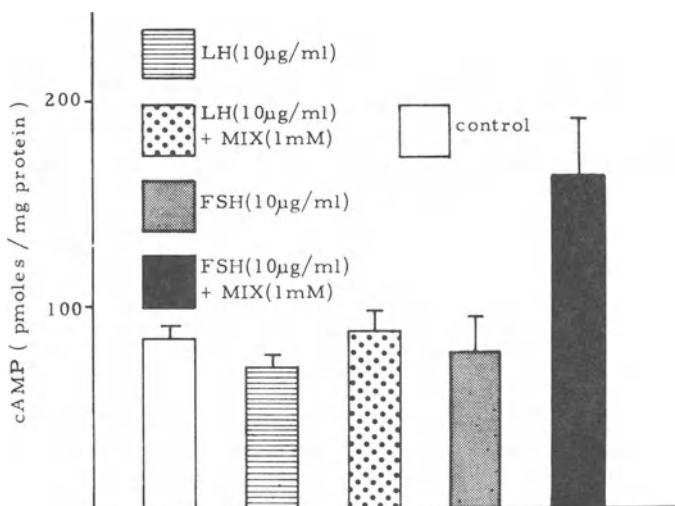 LH(10µg/ml)
LH(10µg/ml)
+ MIX(1mM)
control
FSH(10µg/ml)
FSH(10µg/ml)
+ MIX(1mM)
200
100
cAMP ( pmoles / mg protein )